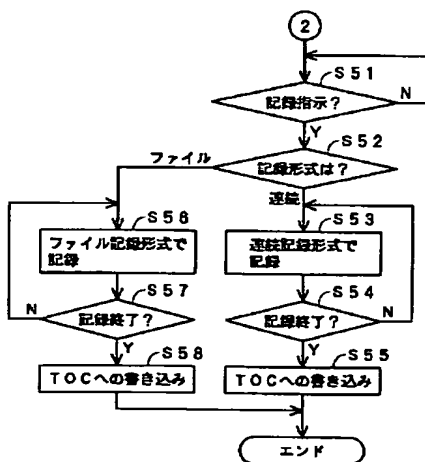 2
S51
記録指示?
N
Y
S52
ファイル
記録形式は?
連続
S56
S53
ファイル記録形式で
記録
連続記録形式で
記録
S57
S54
N
記録終了?
記録終了?
N
Y
S58
Y
S55
TOCへの書き込み
TOCへの書き込み
エンド